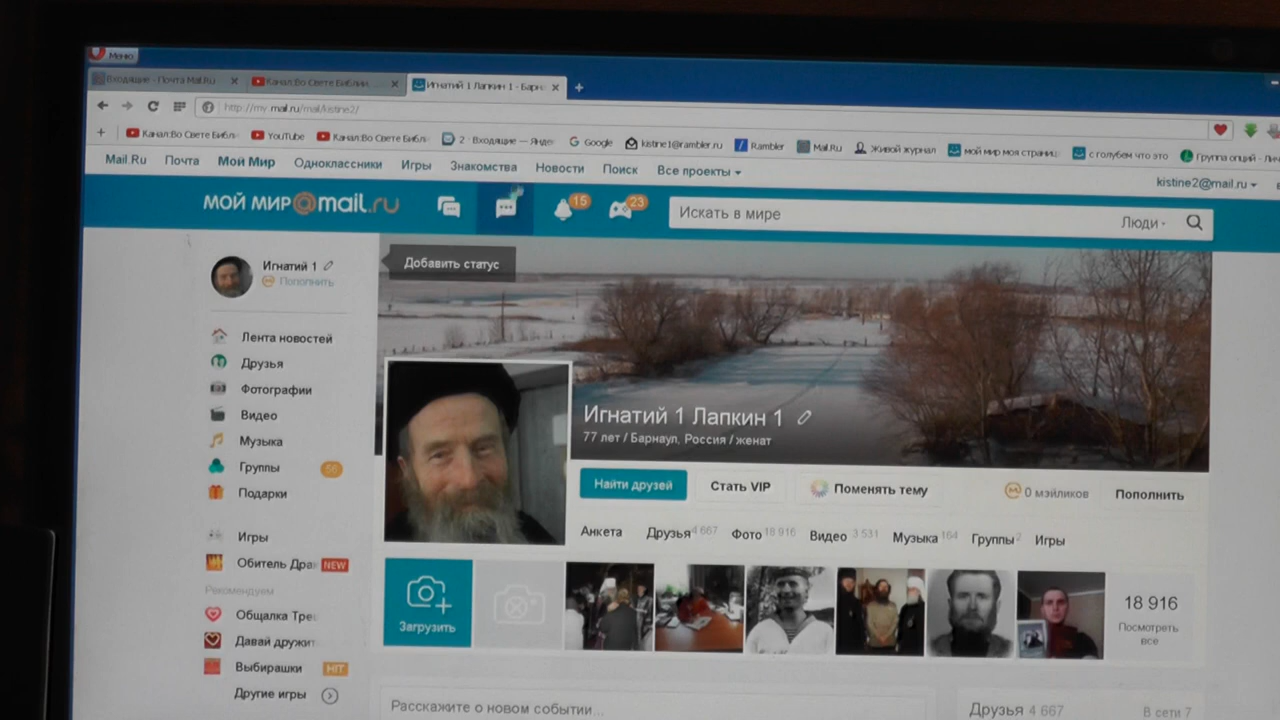 Меню
Входящие - Почта Mail.Ru
Канал:Во Свете Библии
Игнатий 1 Лапкин 1 - Барн
http://my.mail.ru/mail/kistine2/
Канал:Во Свете Библ
YouTube
Канал:Во Свете Библ
2 · Входящие — Янде
Google
kistine1@rambler.ru
Rambler
Mail.Ru
Живой журнал
мой мир моя страниц
с голубем что это
Группа опций - Лич
Mail.Ru Почта Мой Мир Одноклассники Игры Знакомства Новости Поиск Все проекты
kistine2@mail.ru
МОЙ МИР@mail.ru
15
23
Искать в мире
Люди
Игнатий 1
Пополнить
Добавить статус
Лента новостей
Друзья
Фотографии
Видео
Музыка
Группы 56
Подарки
Игры
Обитель Дра NEW
Рекомендуем
Общалка Тре
Давай дружит
Выбирашки HIT
Другие игры
Игнатий 1 Лапкин 1
77 лет / Барнаул, Россия / женат
Найти друзей
Стать VIP
Поменять тему
0 мэйликов
Пополнить
Анкета Друзья 4 667 Фото 18 916 Видео 3 531 Музыка 164 Группы 2 Игры
Загрузить
18 916
Посмотреть
все
Расскажите о новом событии...
Друзья 4 667
В сети 7